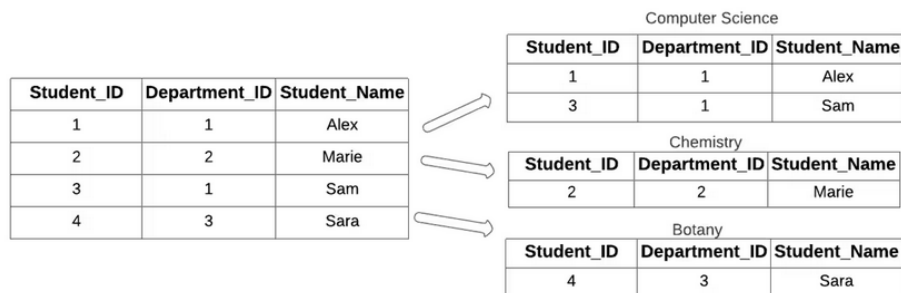 Student_ID Department_ID Student_Name
1 1 Alex
2 2 Marie
3 1 Sam
4 3 Sara
Computer Science
Student_ID Department_ID Student_Name
1 1 Alex
3 1 Sam
Chemistry
Student_ID Department_ID Student_Name
2 2 Marie
Botany
Student_ID Department_ID Student_Name
4 3 Sara